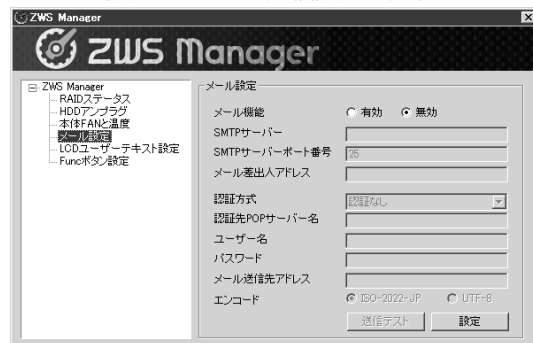 ZWS Manager
ZWS Manager
ZWS Manager
RAIDステータス
HDDアンプラグ
本体FANと温度
メール設定
LCDユーザーテキスト設定
Funcボタン設定
メール設定
メール機能 有効 無効
SMTPサーバー
SMTPサーバーポート番号 25
メール差出人アドレス
認証方式 認証なし
認証先POPサーバー名
ユーザー名
パスワード
メール送信先アドレス
エンコード ISO-2022-JP UTF-8
送信テスト 設定